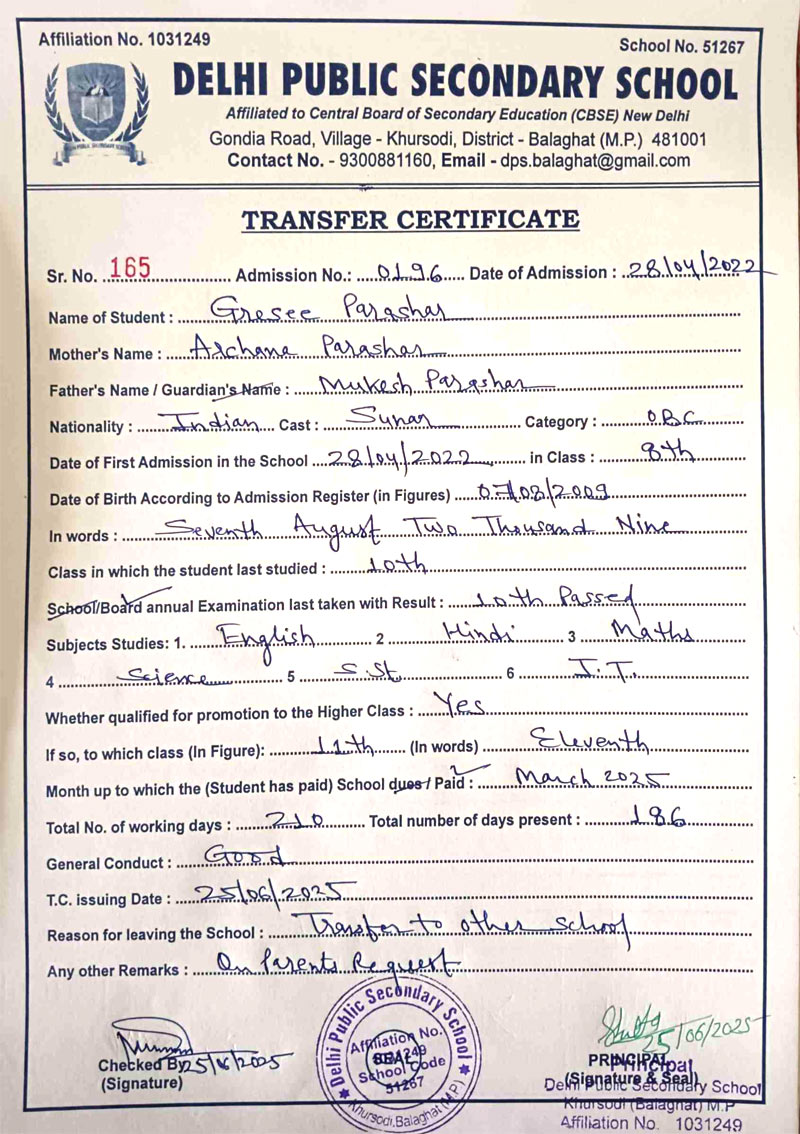 Affiliation No. 1031249
School No. 51267
DELHI PUBLIC SECONDARY SCHOOL
Affiliated to Central Board of Secondary Education (CBSE) New Delhi
Gondia Road, Village - Khursodi, District - Balaghat (M.P.) 481001
Contact No. - 9300881160, Email - dps.balaghat@gmail.com
TRANSFER CERTIFICATE
Sr. No. 165 Admission No.: 0196 Date of Admission : 28/04/2022
Name of Student : Gresee Parashar
Mother's Name : Archana Parashar
Father's Name / Guardian's Name : Mukesh Parashar
Nationality : Indian Cast : Sunar Category : OBC
Date of First Admission in the School 28/04/2022 in Class : 8th
Date of Birth According to Admission Register (in Figures) 07/08/2009
In words : Seventh August Two Thousand Nine
Class in which the student last studied : 10th
School/Board annual Examination last taken with Result : 10th Passed
Subjects Studies: 1. English 2 Hindi 3 Maths
4 Science 5 S.St 6 I.T.
Whether qualified for promotion to the Higher Class : Yes
If so, to which class (In Figure): 11th (In words) Eleventh
Month up to which the (Student has paid) School dues / Paid : March 2025
Total No. of working days : 210 Total number of days present : 186
General Conduct : Good
T.C. issuing Date : 25/06/2025
Reason for leaving the School : Transfer to other School
Any other Remarks : On Parents Request
Delhi Public Secondary School
Affiliation No.
1031249
SEAL
School Code
51267
Khursodi, Balaghat (M.P.)
Checked By 25/6/2025
(Signature)
25/06/2025
PRINCIPAL
(Signature & Seal)
Principal
Delhi Public Secondary School
Khursodi (Balaghat) M.P
Affiliation No. 1031249